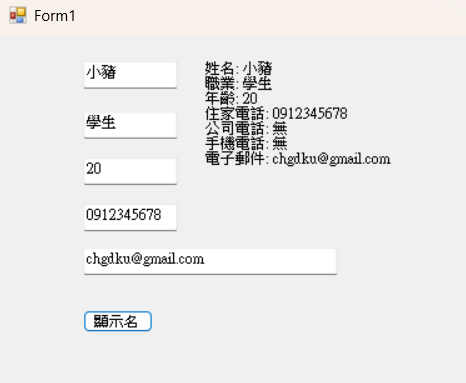 Form1
小豬
學生
20
0912345678
chgdku@gmail.com
顯示名
姓名: 小豬
職業: 學生
年齡: 20
住家電話: 0912345678
公司電話: 無
手機電話: 無
電子郵件: chgdku@gmail.com